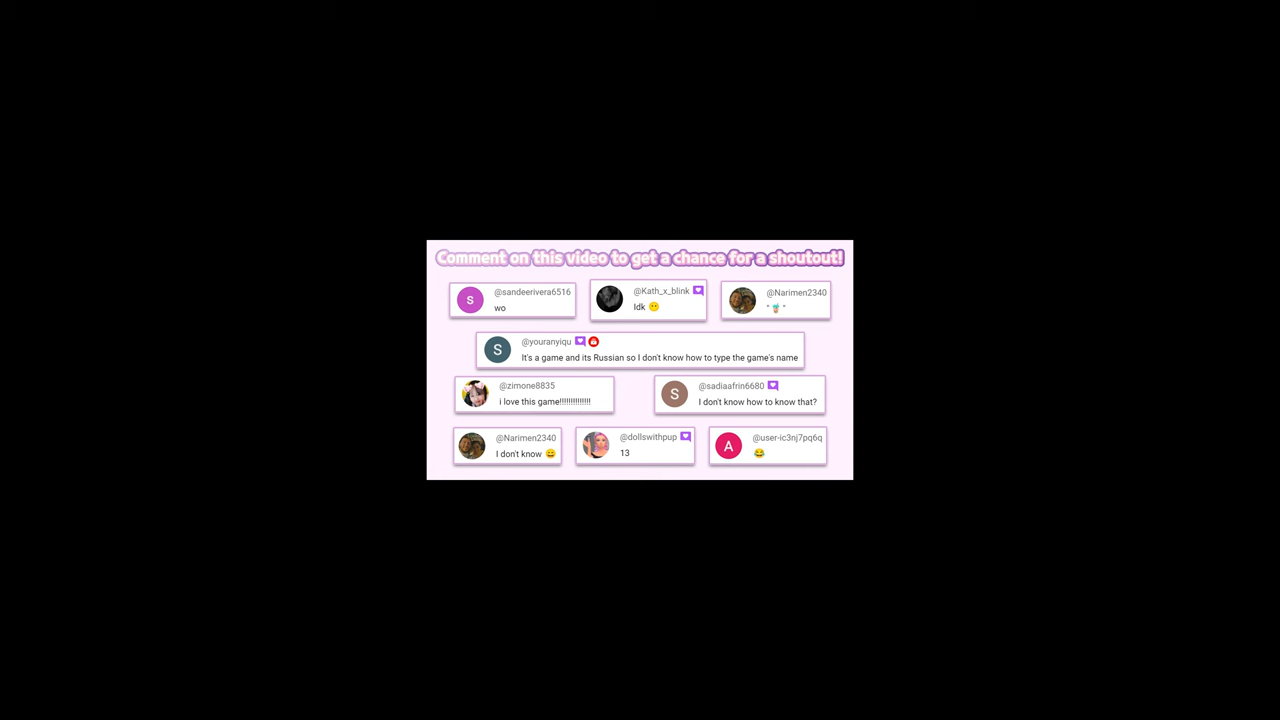 Comment on this video to get a chance for a shoutout!
@sandeerivera6516
wo
@Kath_x_blink
Idk 😶
@Narimen2340
" 🧋 "
@youranyiqu
It's a game and its Russian so I don't know how to type the game's name
@zimone8835
i love this game!!!!!!!!!!!!!!
@sadiaafrin6680
I don't know how to know that?
@Narimen2340
I don't know 😄
@dollswithpup
13
@user-ic3nj7pq6q
😂
S
S
S
A